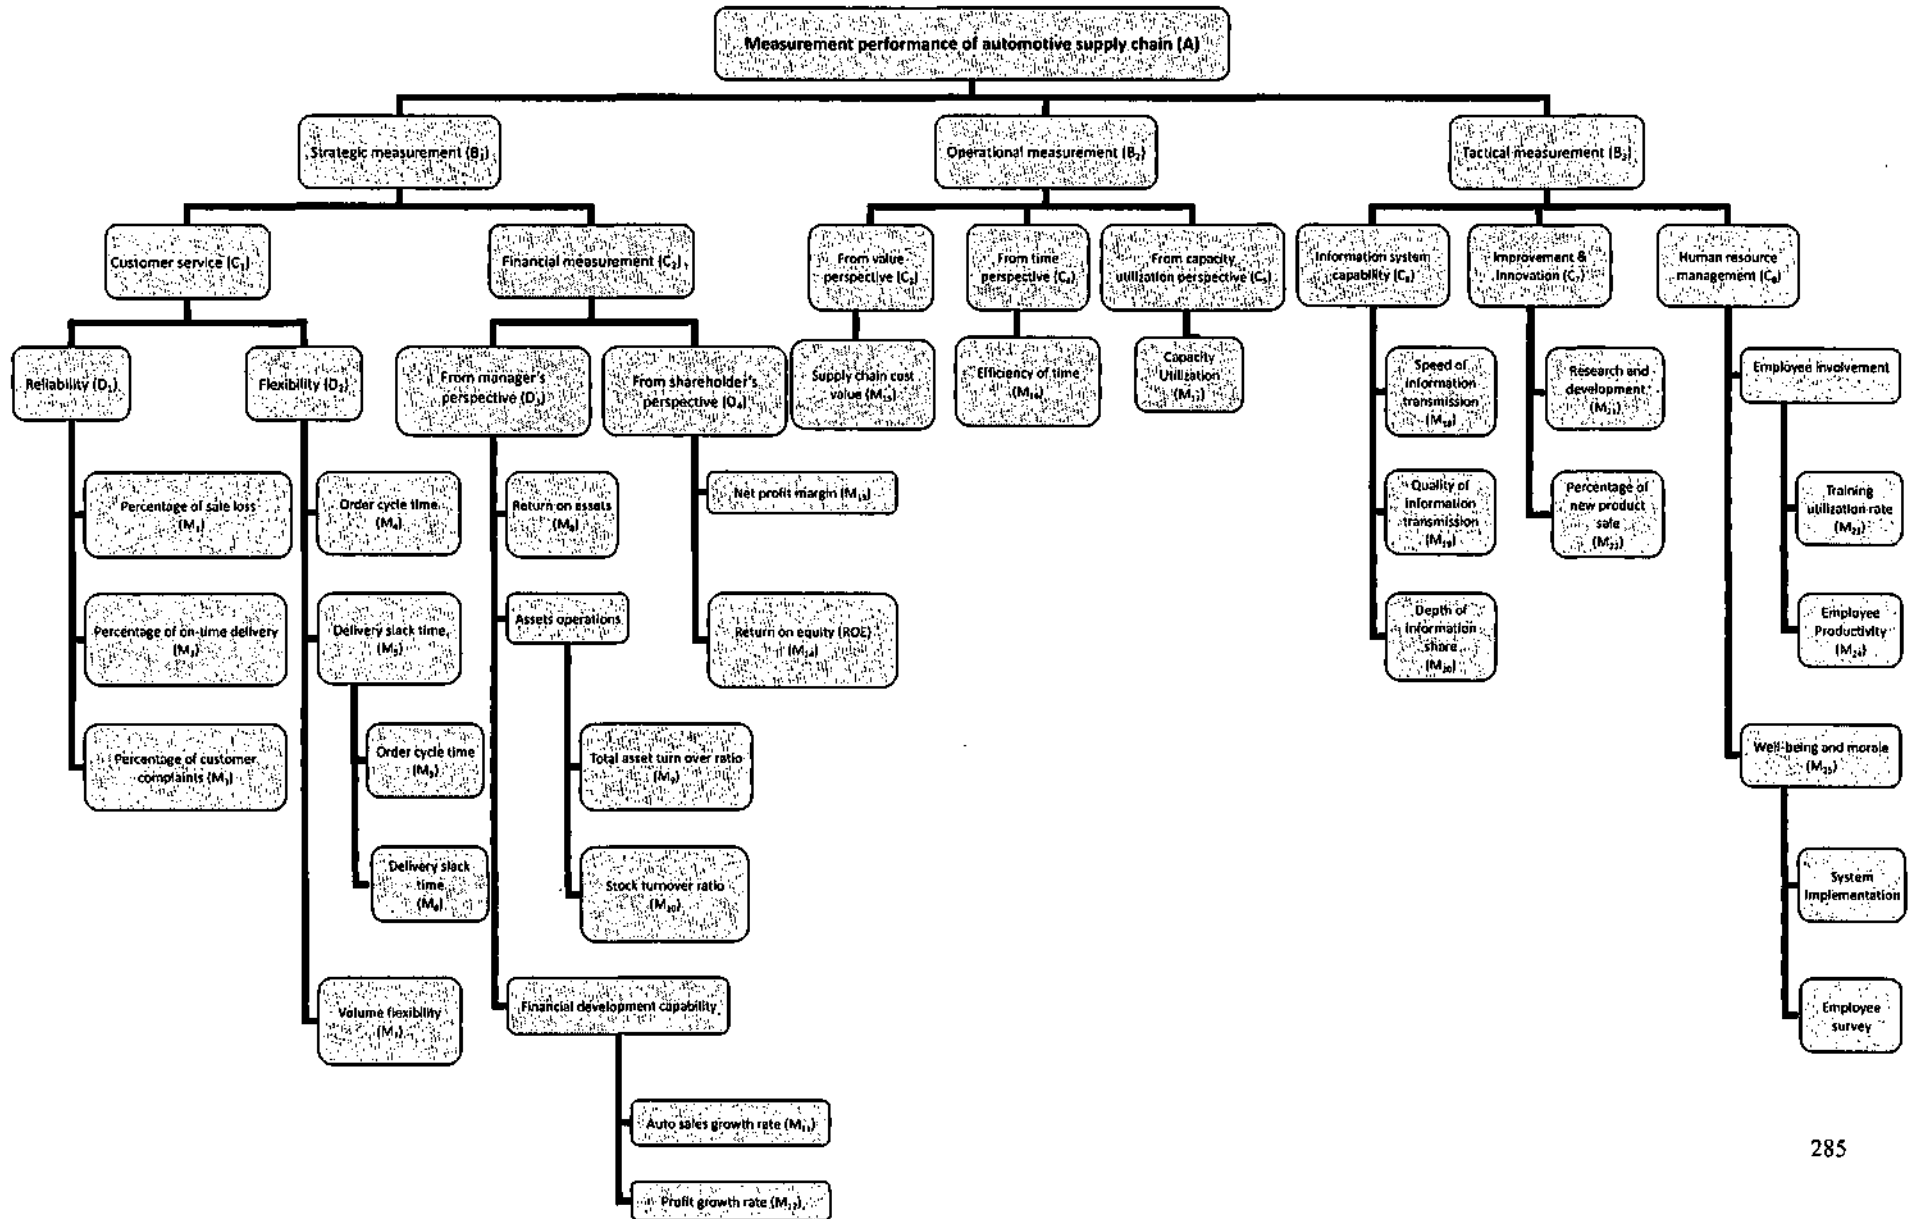 Measurement performance of automotive supply chain (A)
Strategic measurement (B₁)
Operational measurement (B₂)
Tactical measurement (B₃)
Customer service (C₁)
Financial measurement (C₂)
From value
perspective (C₃)
From time
perspective (C₄)
From capacity
utilization perspective (C₅)
Information system
capability (C₆)
Improvement &
Innovation (C₇)
Human resource
management (C₈)
Reliability (D₁)
Flexibility (D₂)
From manager's
perspective (D₃)
From shareholder's
perspective (D₄)
Supply chain cost
value (M₁₅)
Efficiency of time
(M₁₆)
Capacity
Utilization
(M₁₇)
Speed of
information
transmission
(M₁₈)
Research and
development
(M₂₁)
Employee involvement
Percentage of sale loss
(M₁)
Order cycle time
(M₄)
Return on assets
(M₈)
Net profit margin (M₁₃)
Quality of
information
transmission
(M₁₉)
Percentage of
new product
sale
(M₂₂)
Training
utilization rate
(M₂₃)
Percentage of on-time delivery
(M₂)
Delivery slack time
(M₅)
Assets operations
Return on equity (ROE)
(M₁₄)
Depth of
information
share
(M₂₀)
Employee
Productivity
(M₂₄)
Percentage of customer
complaints (M₃)
Order cycle time
(M₅)
Total asset turn over ratio
(M₉)
Well-being and morale
(M₂₅)
Delivery slack
time
(M₆)
Stock turnover ratio
(M₁₀)
System
Implementation
Volume flexibility
(M₇)
Financial development capability
Employee
survey
Auto sales growth rate (M₁₁)
Profit growth rate (M₁₂)
285